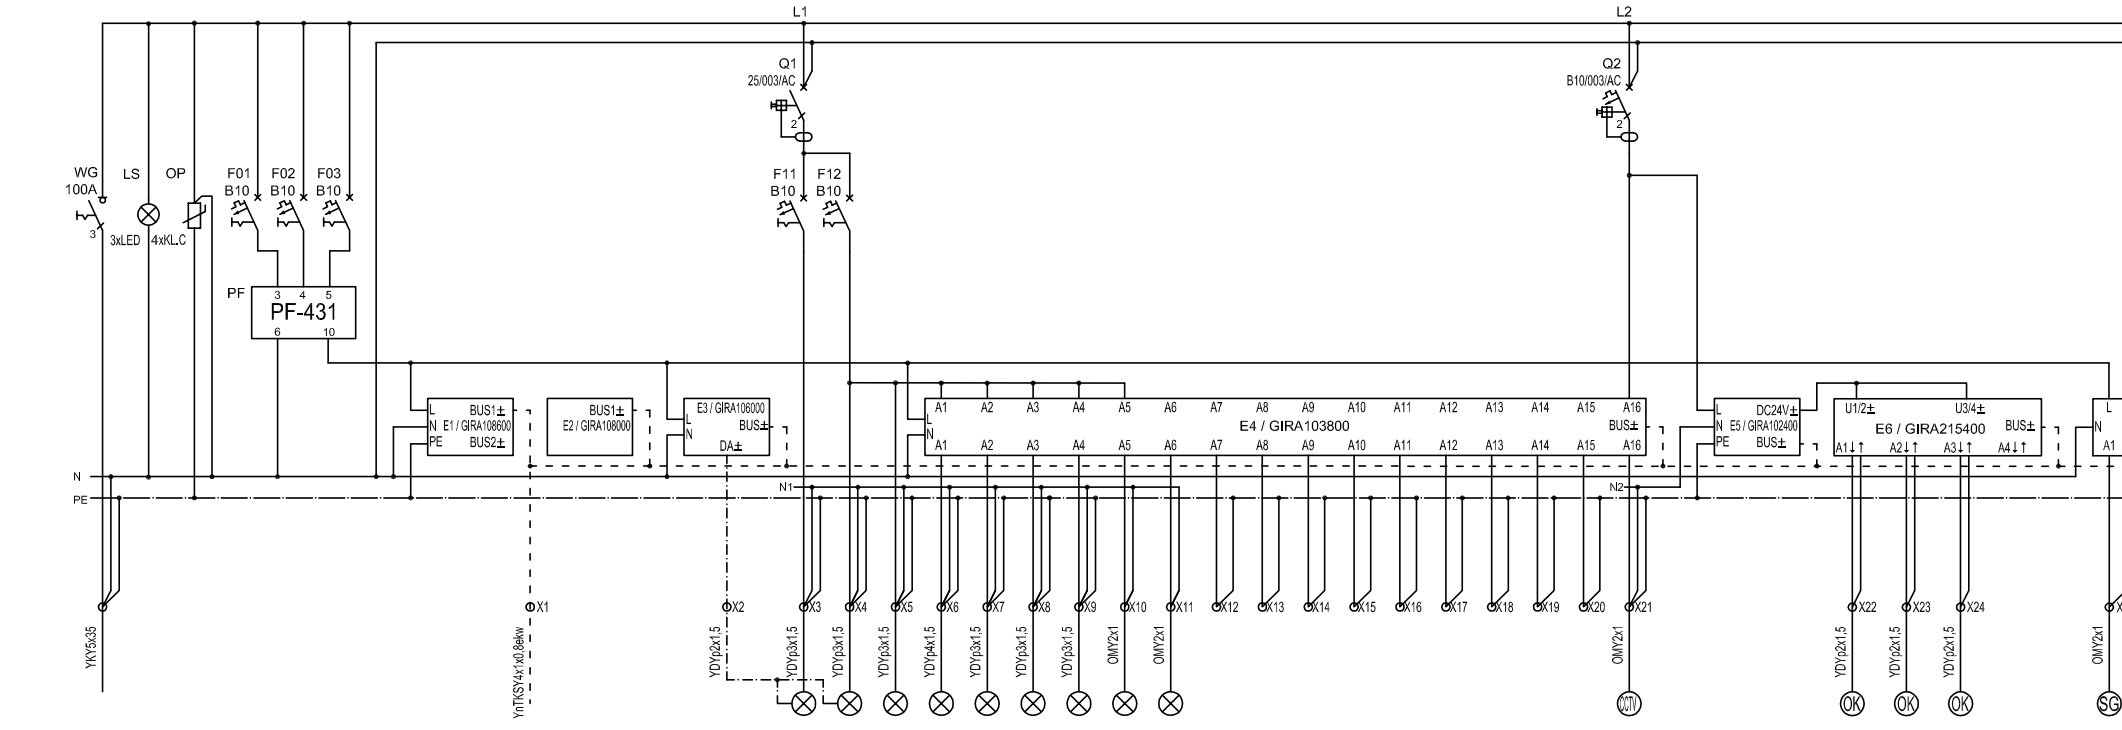 L1 L2
Q1 Q2
25/003/AC B10/003/AC
2 2
WG LS OP F01 F02 F03 F11 F12
100A B10 B10 B10 B10 B10
3 3xLED 4xKL.C
PF 3 4 5
PF-431
6 10
L BUS1± BUS1± E3 / GIRA106000 A1 A2 A3 A4 A5 A6 A7 A8 A9 A10 A11 A12 A13 A14 A15 A16 L DC24V± U1/2± U3/4± L
N E1 / GIRA108600 E2 / GIRA108000 L BUS± L E4 / GIRA103800 BUS± N E5 / GIRA102400 E6 / GIRA215400 BUS± N
PE BUS2± N DA± N A1 A2 A3 A4 A5 A6 A7 A8 A9 A10 A11 A12 A13 A14 A15 A16 PE BUS± A1↓↑ A2↓↑ A3↓↑ A4↓↑ A1
N
N1 N2
PE
X1 X2 X3 X4 X5 X6 X7 X8 X9 X10 X11 X12 X13 X14 X15 X16 X17 X18 X19 X20 X21 X22 X23 X24 X
YKY5x35
YnTKSY4x1x0,8ekw
YDYp2x1,5
YDYp3x1,5
YDYp3x1,5
YDYp3x1,5
YDYp4x1,5
YDYp3x1,5
YDYp3x1,5
YDYp3x1,5
OMY2x1
OMY2x1
OMY2x1
YDYp2x1,5
YDYp2x1,5
YDYp2x1,5
OMY2x1
CCTV OK OK OK SG